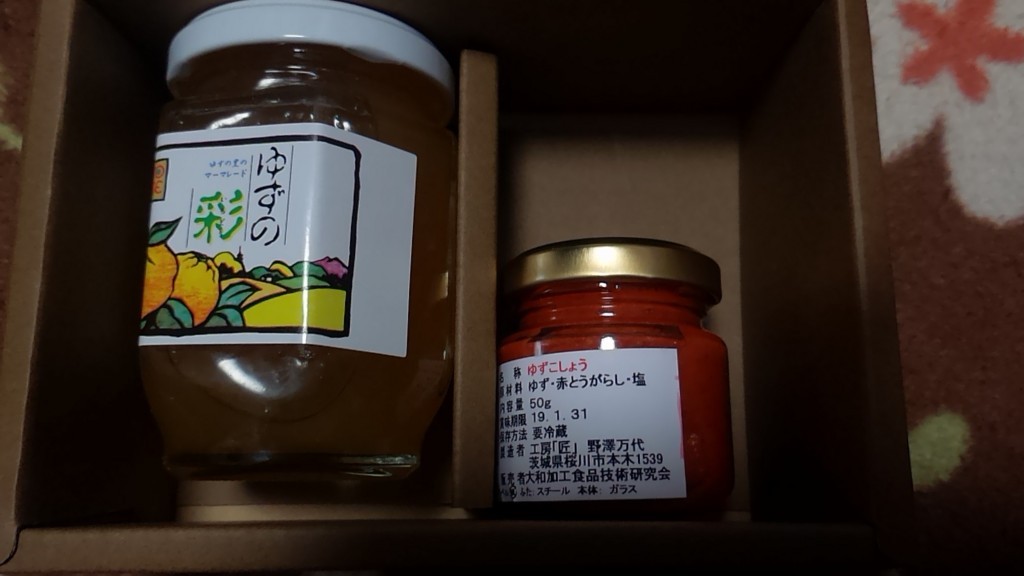 ゆずの
彩
ゆずの里の
マーマレード
名 称 ゆずこしょう
原材料 ゆず・赤とうがらし・塩
内容量 50g
賞味期限 19. 1. 31
保存方法 要冷蔵
製造者 工房「匠」 野澤万代
茨城県桜川市本木1539
販売者 大和加工食品技術研究会
ふた: スチール 本体: ガラス